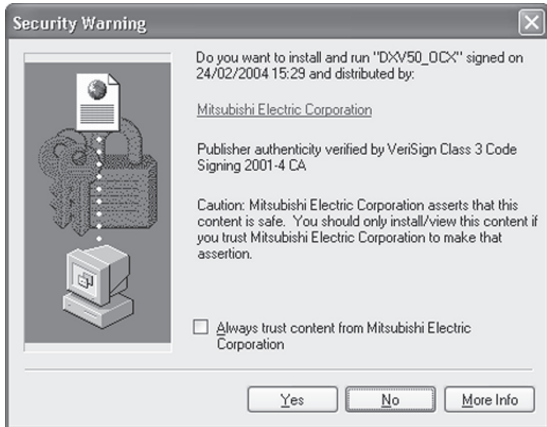 Security Warning
Do you want to install and run "DXV50_OCX" signed on
24/02/2004 15:29 and distributed by:
Mitsubishi Electric Corporation
Publisher authenticity verified by VeriSign Class 3 Code
Signing 2001-4 CA
Caution: Mitsubishi Electric Corporation asserts that this
content is safe. You should only install/view this content if
you trust Mitsubishi Electric Corporation to make that
assertion.
Always trust content from Mitsubishi Electric
Corporation
Yes
No
More Info